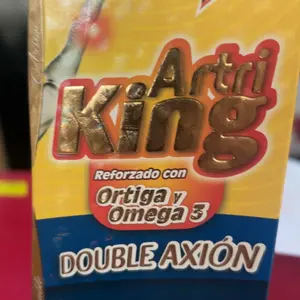 Artri
King
Reforzado con
Ortiga y
Omega 3
DOUBLE AXIÓN